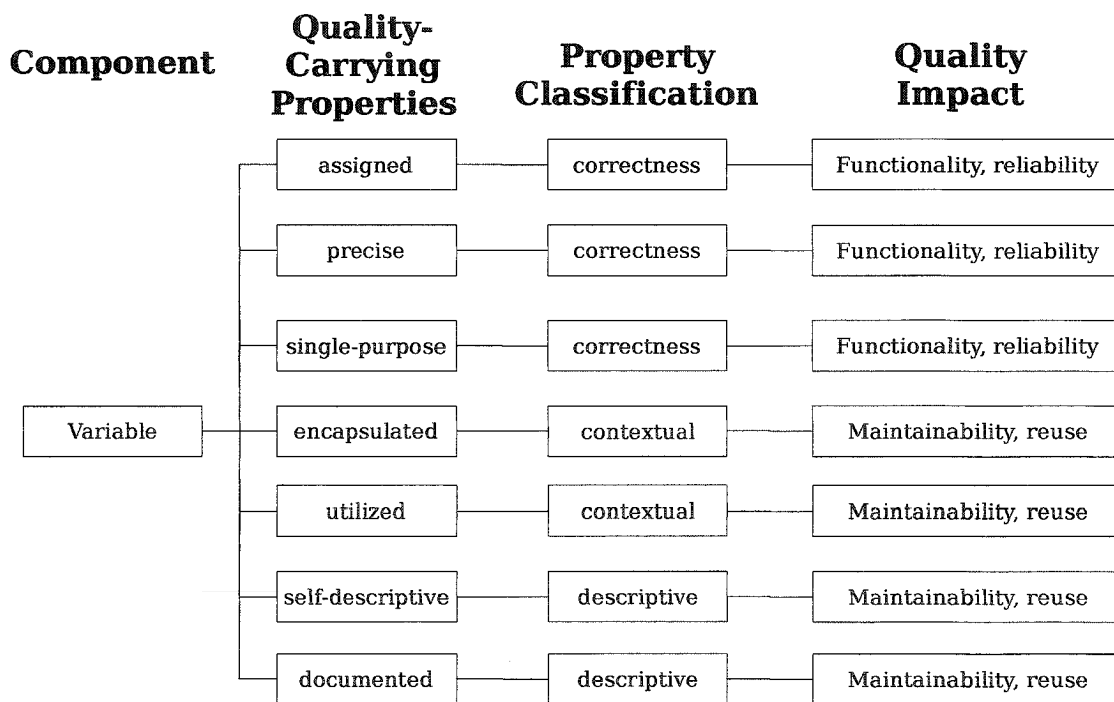 Component
Quality-
Carrying
Properties
Property
Classification
Quality
Impact
assigned
correctness
Functionality, reliability
precise
correctness
Functionality, reliability
single-purpose
correctness
Functionality, reliability
Variable
encapsulated
contextual
Maintainability, reuse
utilized
contextual
Maintainability, reuse
self-descriptive
descriptive
Maintainability, reuse
documented
descriptive
Maintainability, reuse